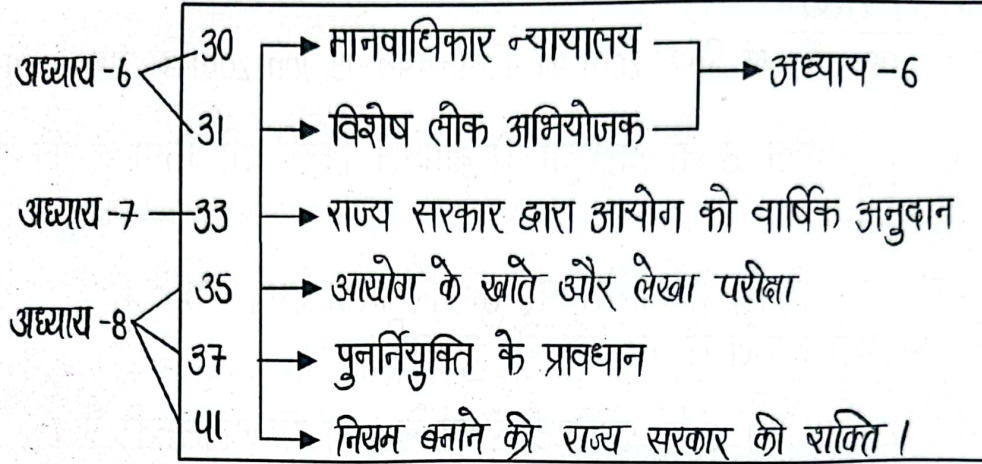 अध्याय -6
30 → मानवाधिकार न्यायालय → अध्याय -6
31 → विशेष लोक अभियोजक
अध्याय -7 33 → राज्य सरकार द्वारा आयोग को वार्षिक अनुदान
35 → आयोग के खाते और लेखा परीक्षा
अध्याय -8
37 → पुनर्नियुक्ति के प्रावधान
41 → नियम बनाने की राज्य सरकार की शक्ति।